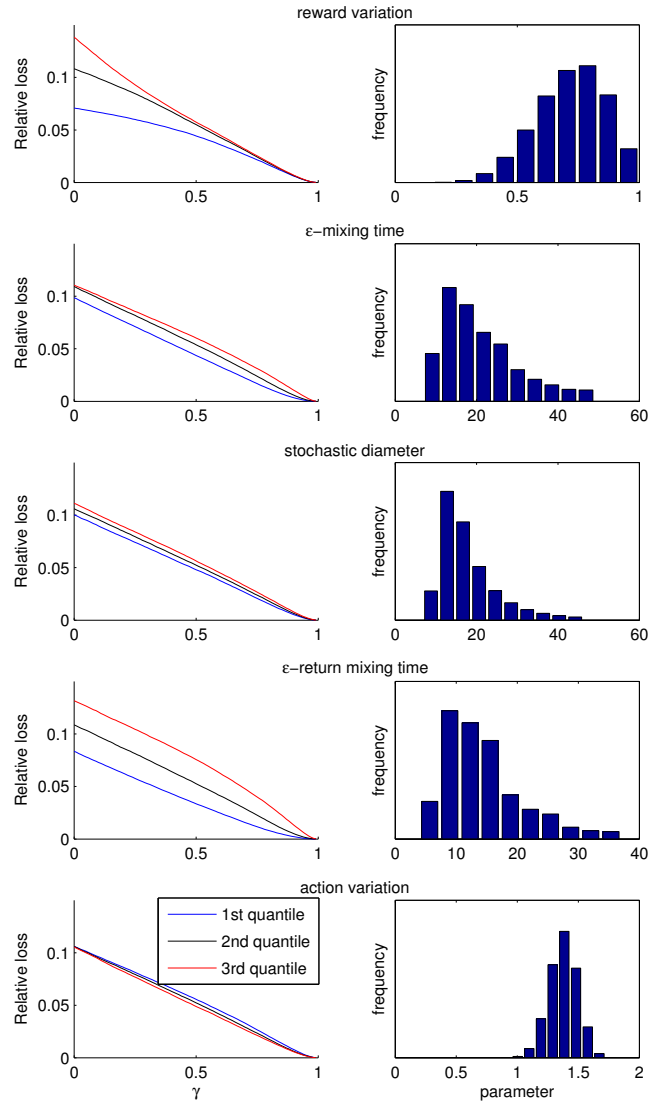 reward variation
Relative loss
0.1
0.05
0
0
0.5
1
frequency
0.5
1
ε−mixing time
Relative loss
0.1
0.05
0
0
0.5
1
frequency
0
20
40
60
stochastic diameter
Relative loss
0.1
0.05
0
0
0.5
1
frequency
0
20
40
60
ε−return mixing time
Relative loss
0.1
0.05
0
0
0.5
1
frequency
0
10
20
30
40
action variation
Relative loss
0.1
0.05
0
0
0.5
1
γ
1st quantile
2nd quantile
3rd quantile
frequency
0
0.5
1
1.5
2
parameter